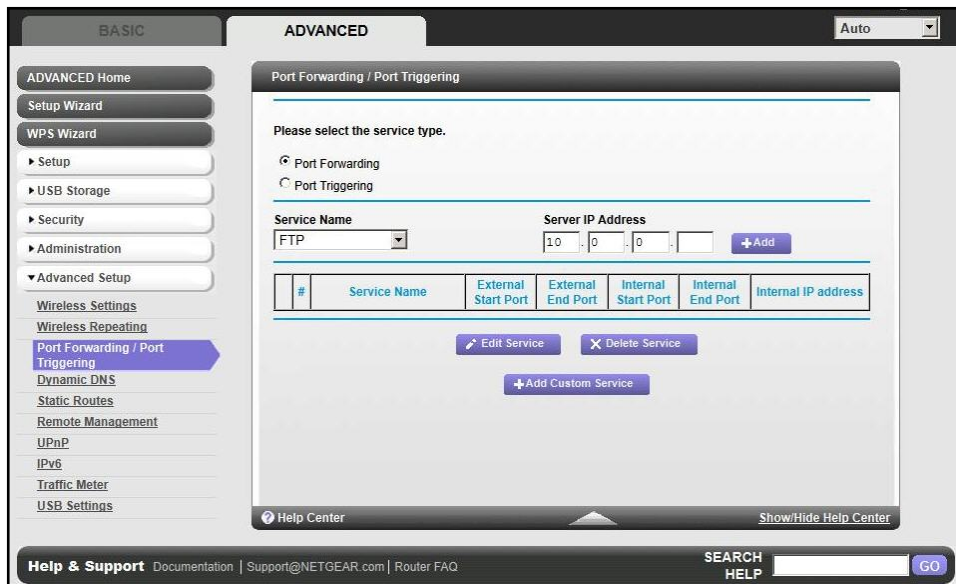 BASIC
ADVANCED
Auto
ADVANCED Home
Setup Wizard
WPS Wizard
Setup
USB Storage
Security
Administration
Advanced Setup
Wireless Settings
Wireless Repeating
Port Forwarding / Port
Triggering
Dynamic DNS
Static Routes
Remote Management
UPnP
IPv6
Traffic Meter
USB Settings
Port Forwarding / Port Triggering
Please select the service type.
Port Forwarding
Port Triggering
Service Name
Server IP Address
FTP
10 . 0 . 0 .
+Add
# Service Name External Start Port External End Port Internal Start Port Internal End Port Internal IP address
Edit Service
X Delete Service
+Add Custom Service
? Help Center
Show/Hide Help Center
Help & Support Documentation | Support@NETGEAR.com | Router FAQ
SEARCH
HELP
GO